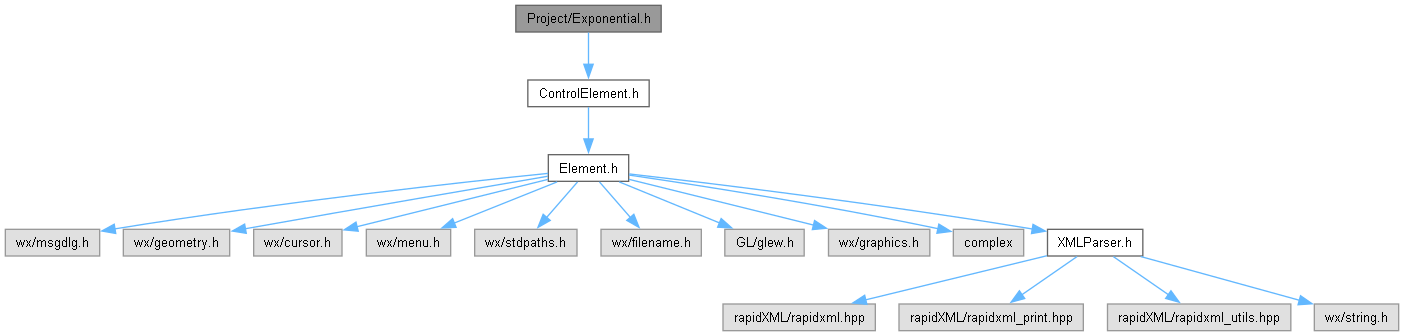 Project/Exponential.h
ControlElement.h
Element.h
wx/msgdlg.h
wx/geometry.h
wx/cursor.h
wx/menu.h
wx/stdpaths.h
wx/filename.h
GL/glew.h
wx/graphics.h
complex
XMLParser.h
rapidXML/rapidxml.hpp
rapidXML/rapidxml_print.hpp
rapidXML/rapidxml_utils.hpp
wx/string.h